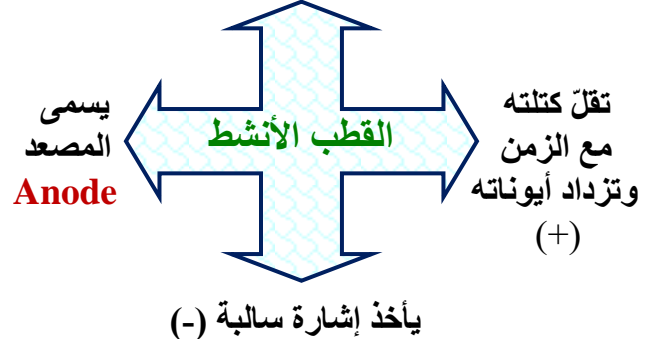 تقلّ كتلته
مع الزمن
وتزداد أيوناته
(+)
القطب الأنشط
يسمى
المصعد
Anode
يأخذ إشارة سالبة (-)